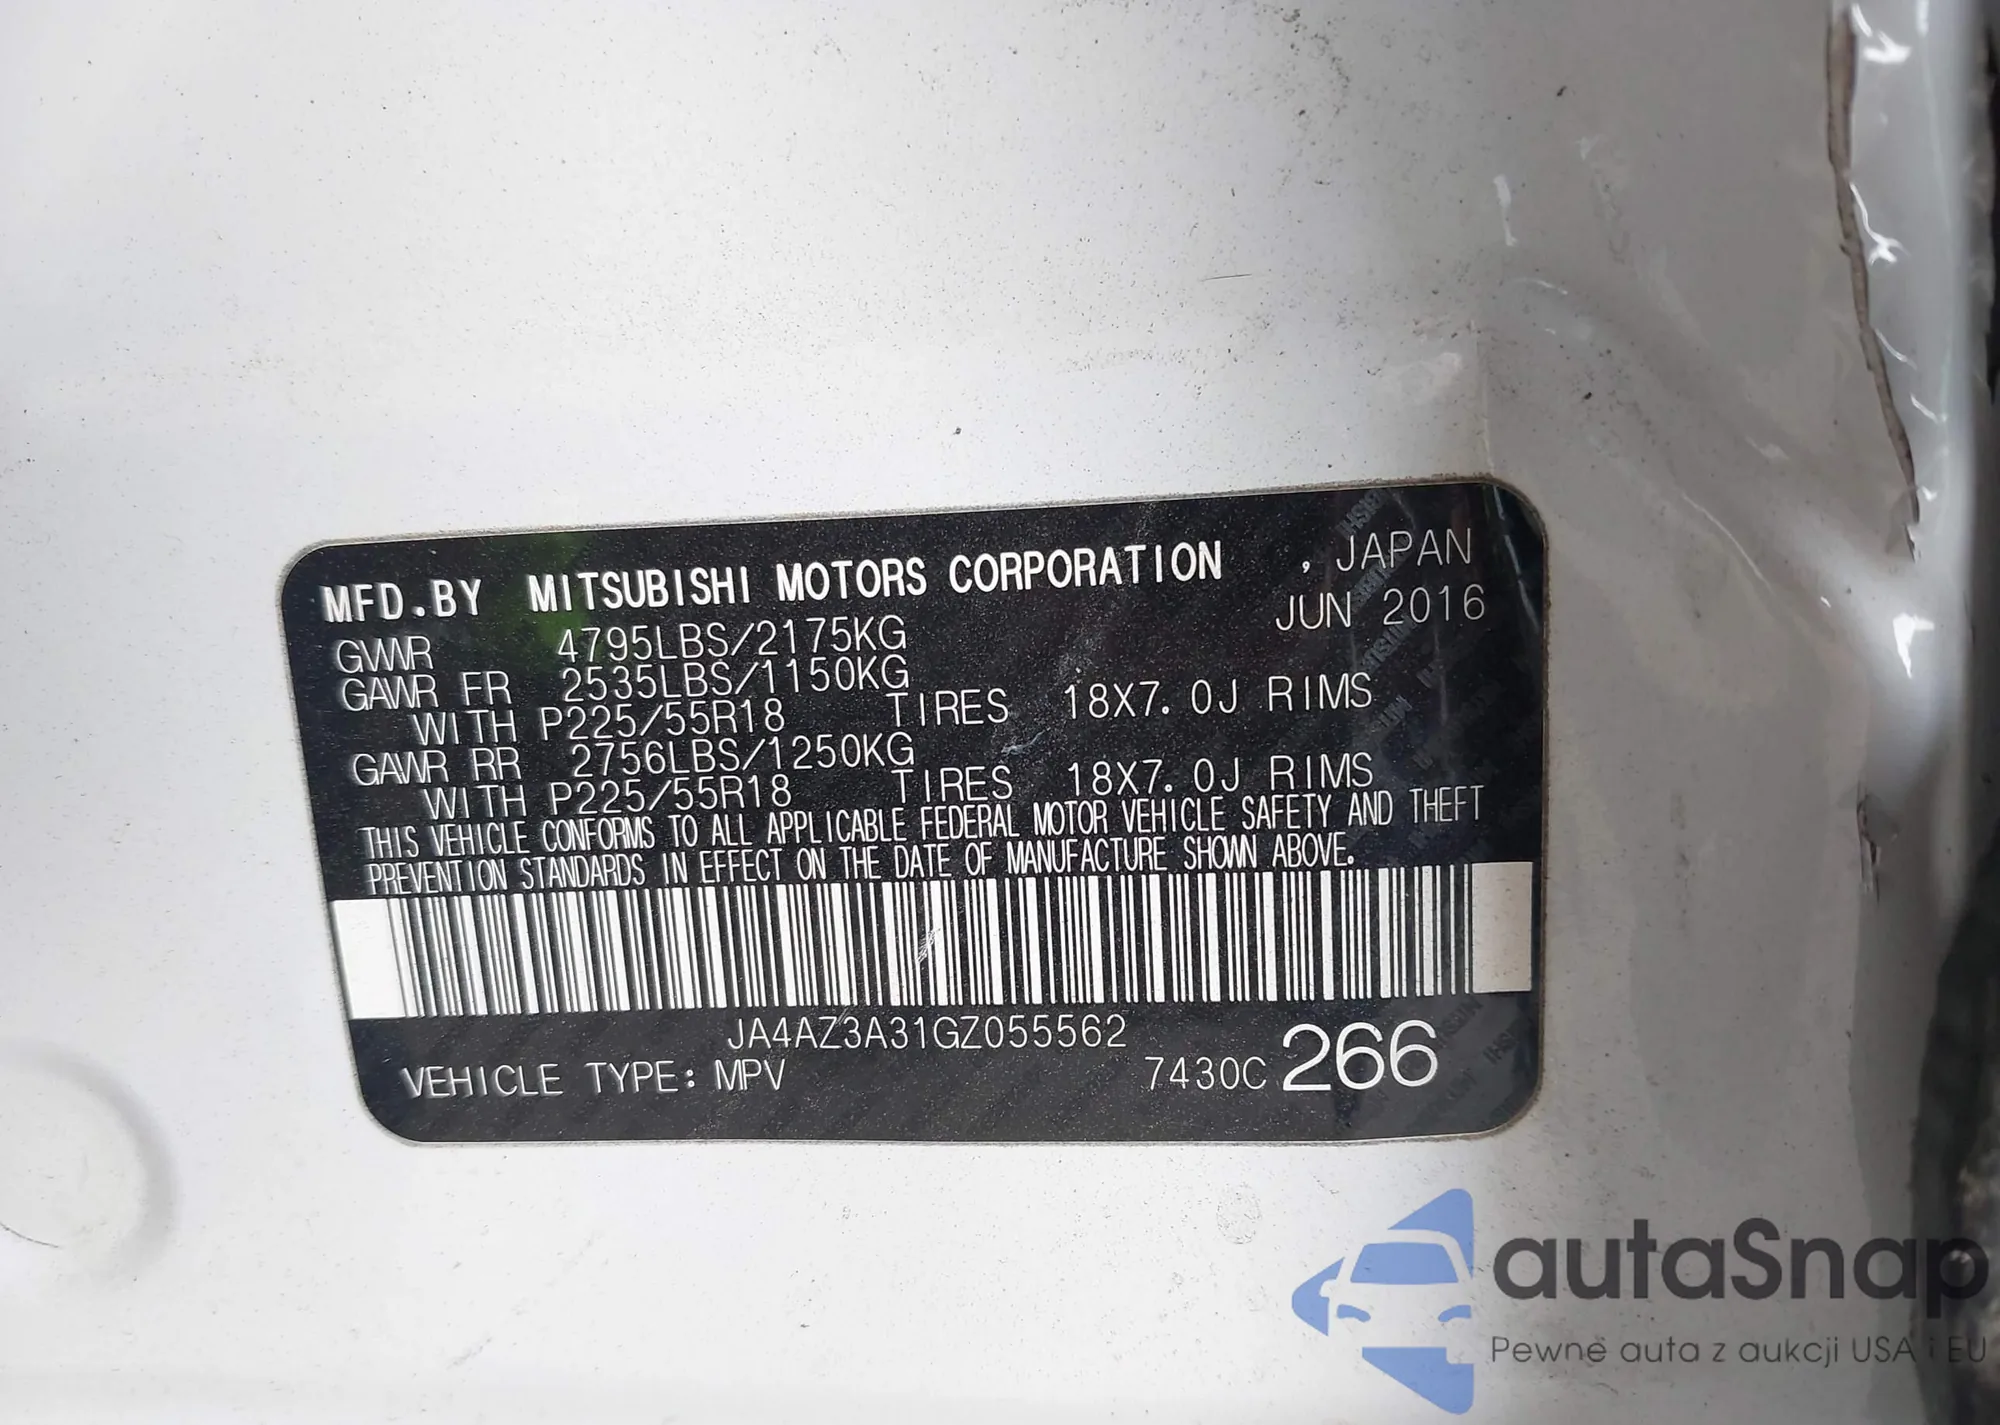 MFD.BY MITSUBISHI MOTORS CORPORATION , JAPAN
JUN 2016
GVWR 4795LBS/2175KG
GAWR FR 2535LBS/1150KG
WITH P225/55R18 TIRES 18X7.0J RIMS
GAWR RR 2756LBS/1250KG
WITH P225/55R18 TIRES 18X7.0J RIMS
THIS VEHICLE CONFORMS TO ALL APPLICABLE FEDERAL MOTOR VEHICLE SAFETY AND THEFT
PREVENTION STANDARDS IN EFFECT ON THE DATE OF MANUFACTURE SHOWN ABOVE.
JA4AZ3A31GZ055562
VEHICLE TYPE: MPV 7430C 266
autaSnap
Pewne auta z aukcji USA i EU